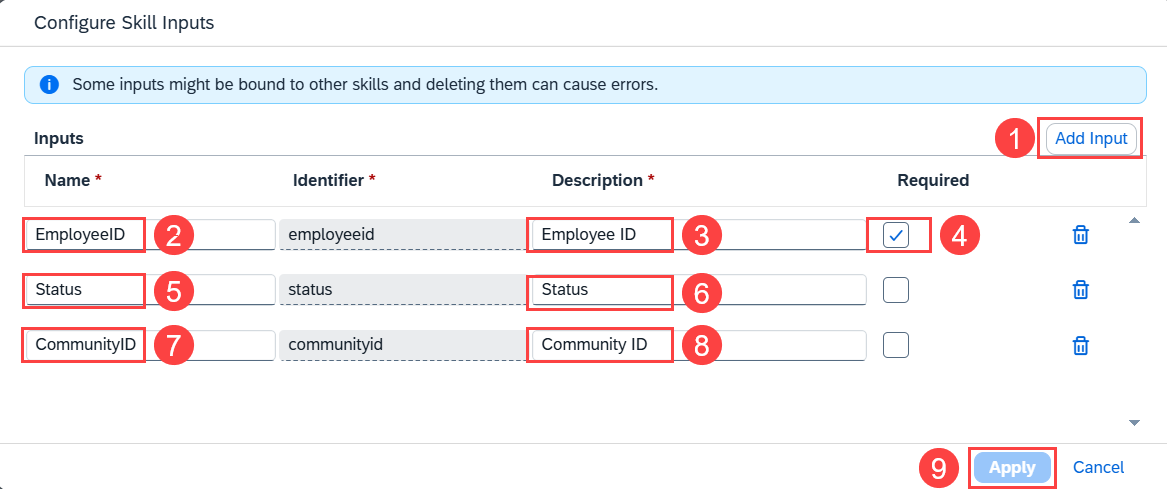 Configure Skill Inputs
i Some inputs might be bound to other skills and deleting them can cause errors.
Inputs 1 Add Input
Name * Identifier * Description * Required
EmployeeID 2 employeeid Employee ID 3 4
Status 5 status Status 6
CommunityID 7 communityid Community ID 8
9 Apply Cancel